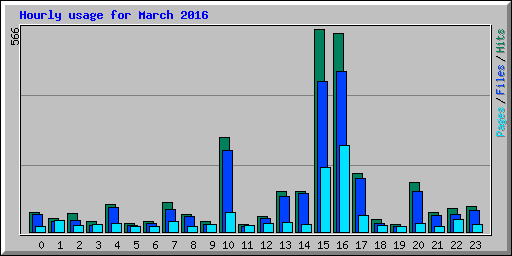 Hourly usage for March 2016
566
Pages/Files/Hits
0 1 2 3 4 5 6 7 8 9 10 11 12 13 14 15 16 17 18 19 20 21 22 23